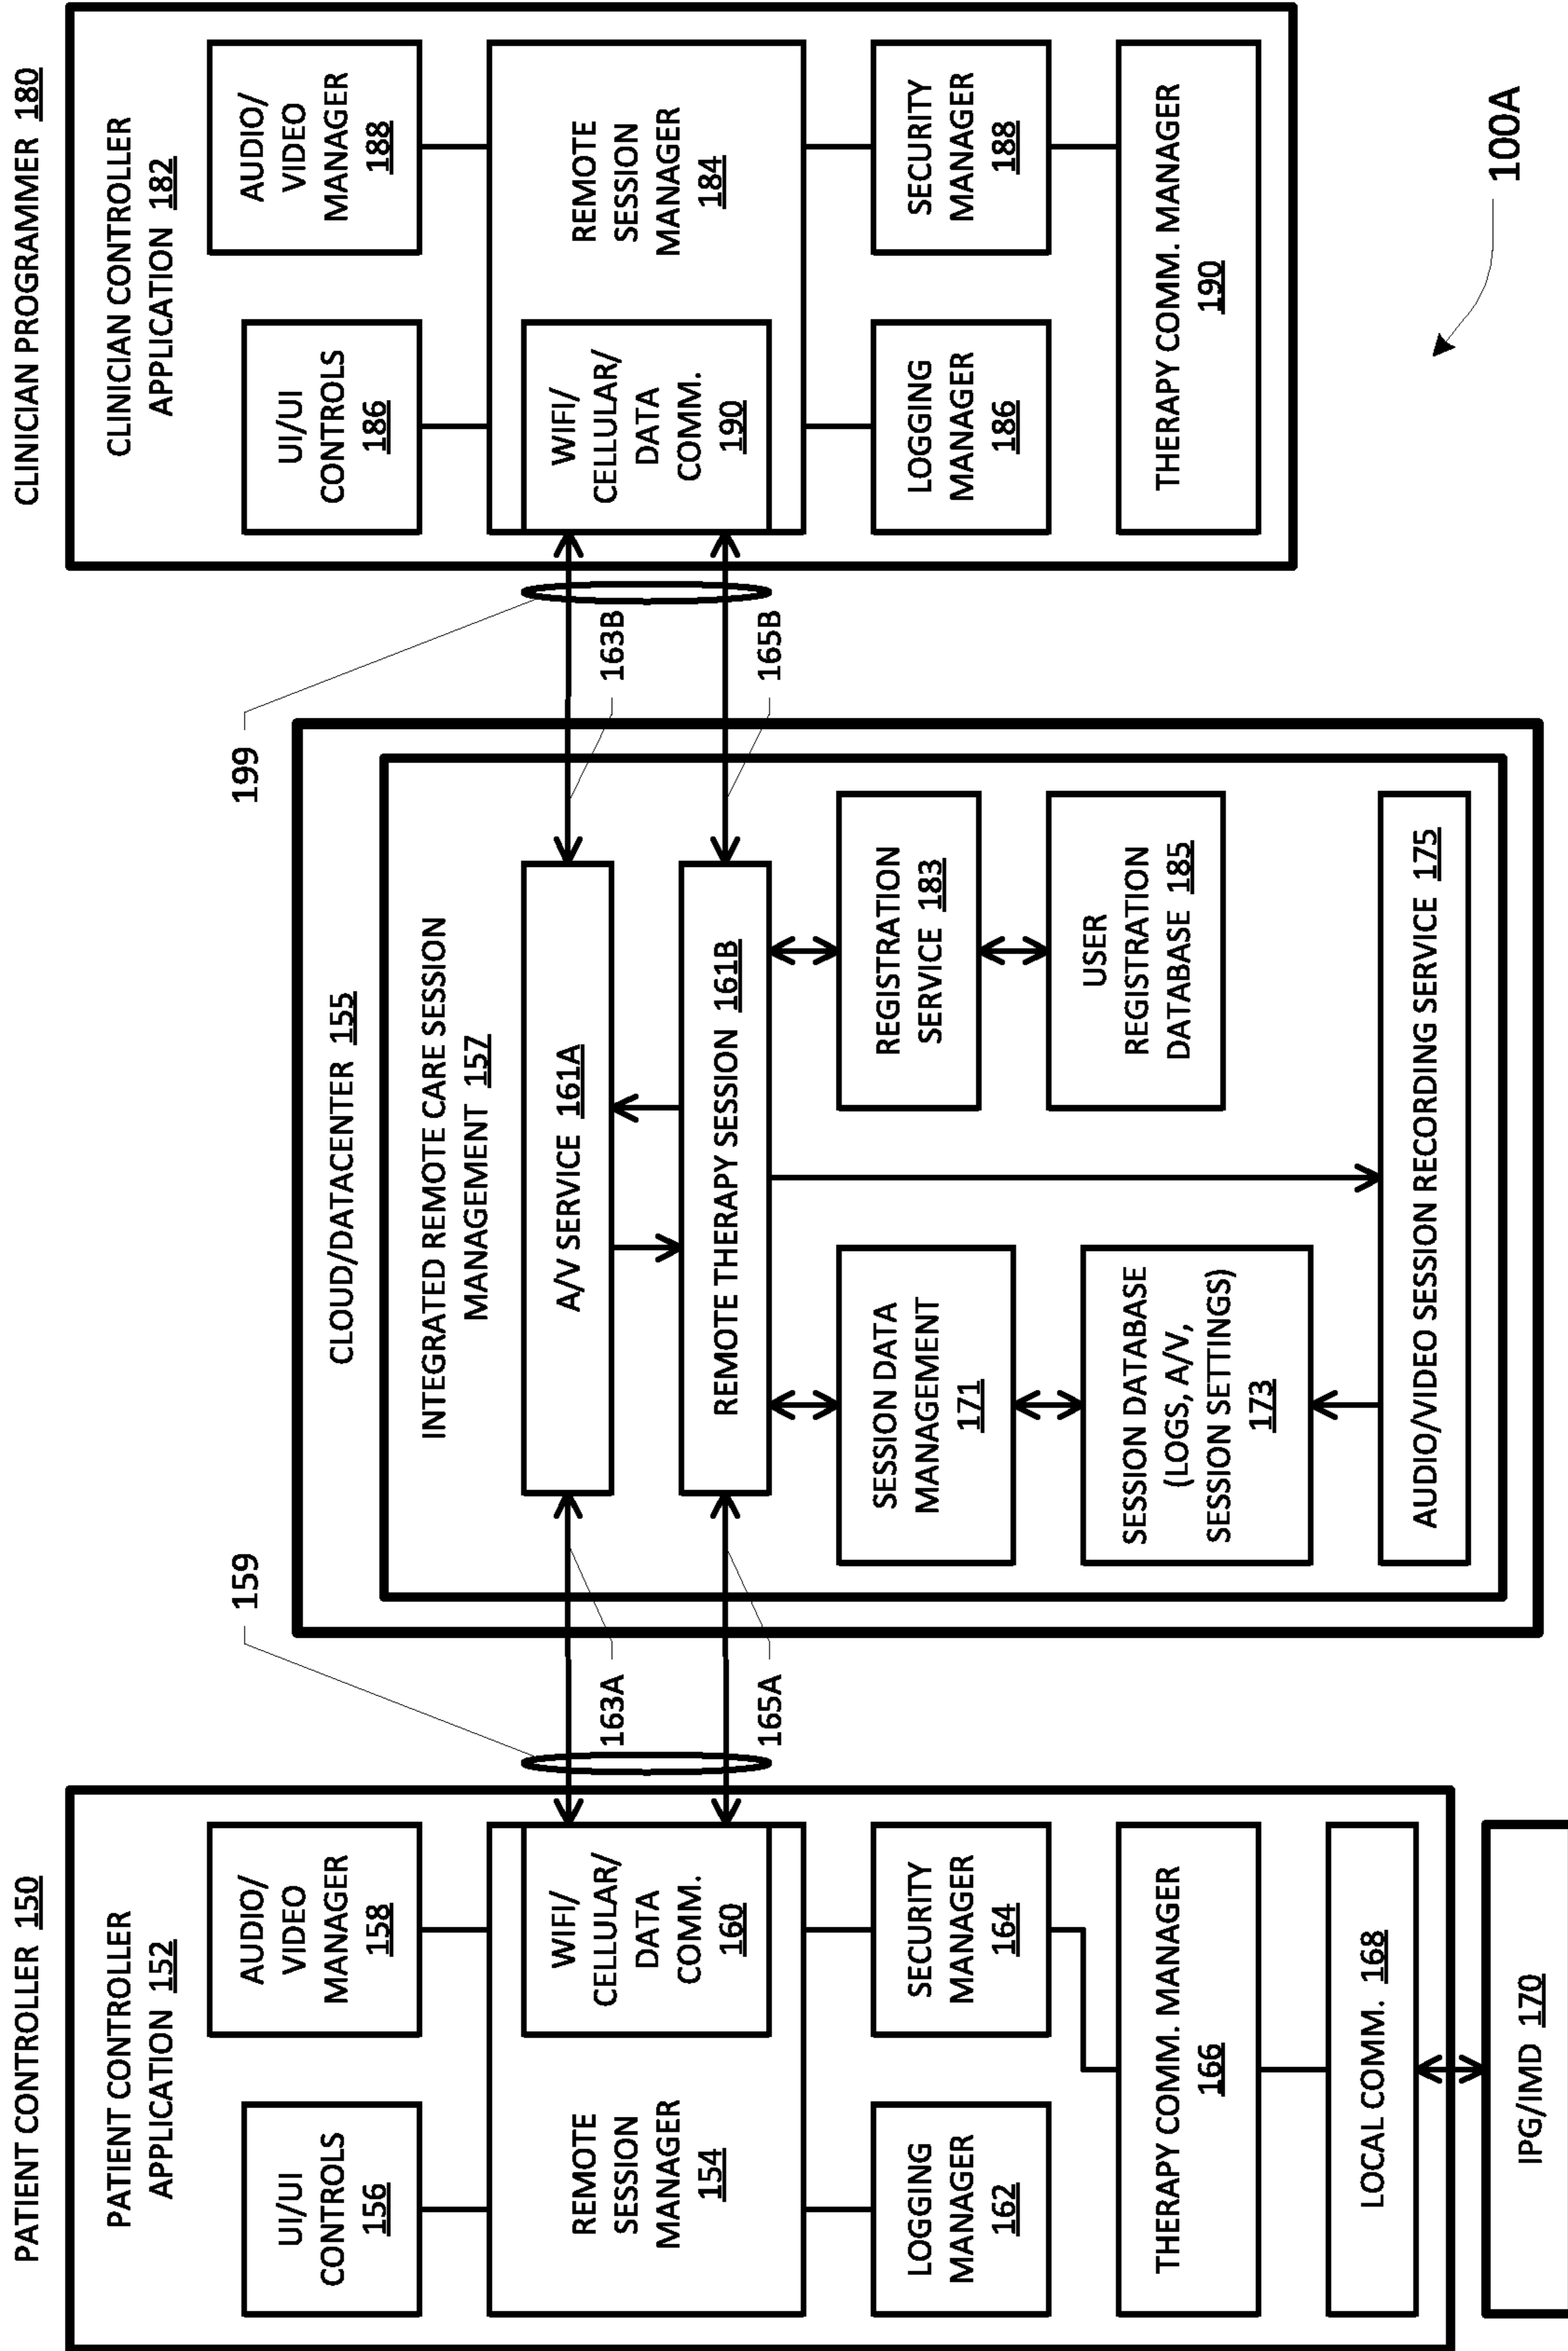 PATIENT CONTROLLER 150
PATIENT CONTROLLER
APPLICATION 152
UI/UI
CONTROLS
156
AUDIO/
VIDEO
MANAGER
158
REMOTE
SESSION
MANAGER
154
WIFI/
CELLULAR/
DATA
COMM.
160
LOGGING
MANAGER
162
SECURITY
MANAGER
164
THERAPY COMM. MANAGER
166
LOCAL COMM. 168
IPG/IMD 170
159
163A
165A
CLOUD/DATACENTER 155
INTEGRATED REMOTE CARE SESSION
MANAGEMENT 157
A/V SERVICE 161A
REMOTE THERAPY SESSION 161B
SESSION DATA
MANAGEMENT
171
REGISTRATION
SERVICE 183
SESSION DATABASE
(LOGS, A/V,
SESSION SETTINGS)
173
USER
REGISTRATION
DATABASE 185
AUDIO/VIDEO SESSION RECORDING SERVICE 175
199
163B
165B
CLINICIAN PROGRAMMER 180
CLINICIAN CONTROLLER
APPLICATION 182
UI/UI
CONTROLS
186
AUDIO/
VIDEO
MANAGER
188
WIFI/
CELLULAR/
DATA
COMM.
190
REMOTE
SESSION
MANAGER
184
LOGGING
MANAGER
186
SECURITY
MANAGER
188
THERAPY COMM. MANAGER
190
100A